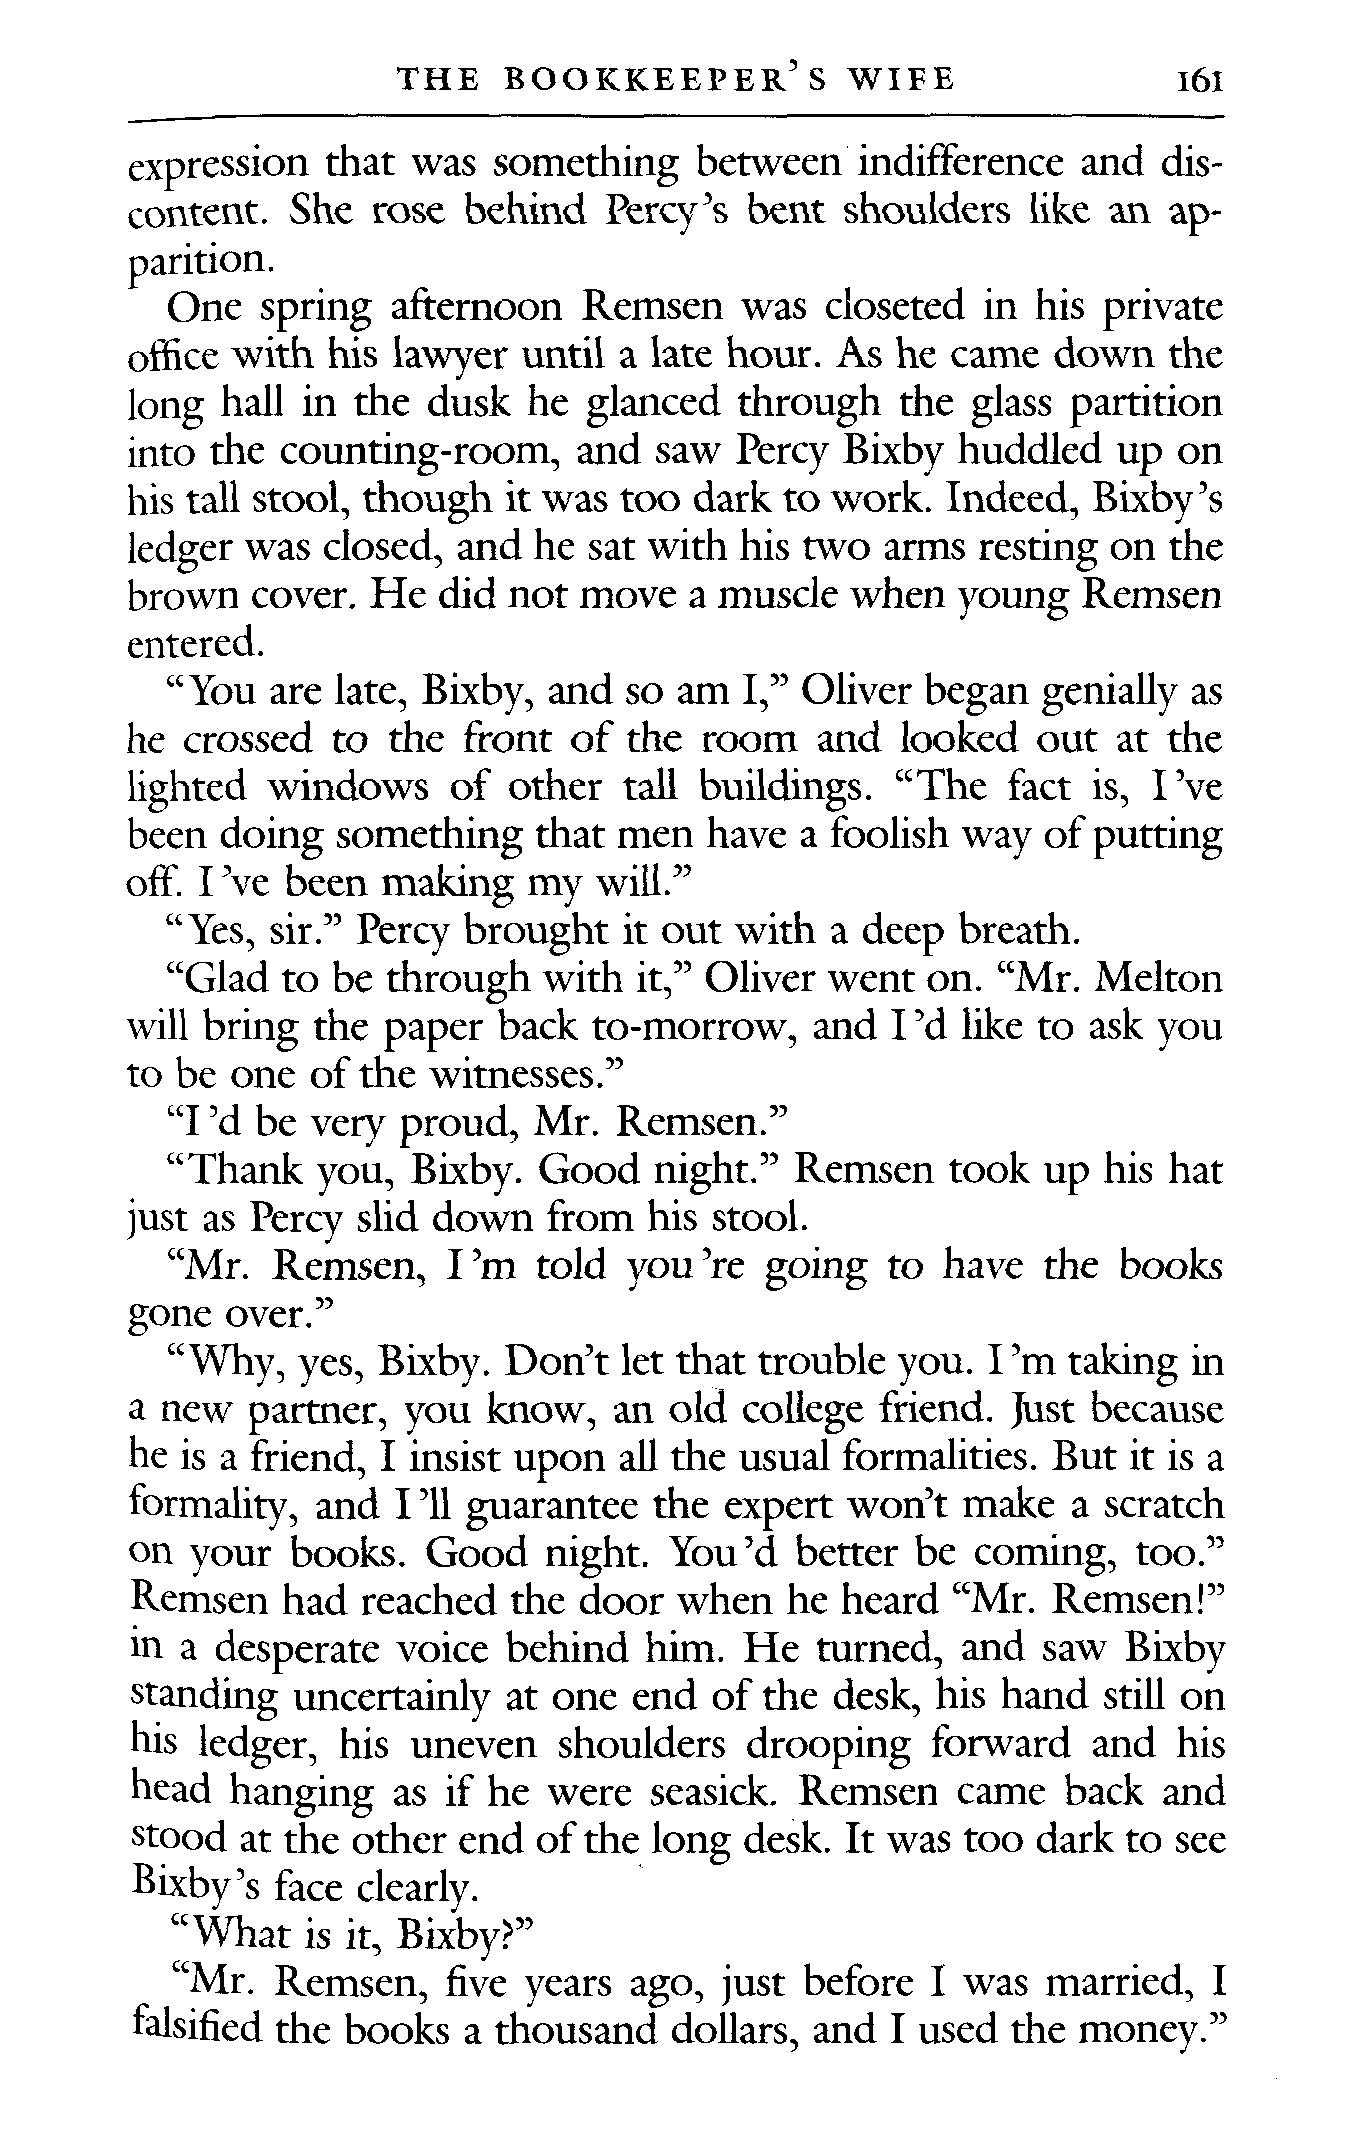 THE BOOKKEEPER'S WIFE 161
expression that was something between indifference and dis-
content. She rose behind Percy's bent shoulders like an ap-
parition.
One spring afternoon Remsen was closeted in his private
office with his lawyer until a late hour. As he came down the
long hall in the dusk he glanced through the glass partition
into the counting-room, and saw Percy Bixby huddled up on
his tall stool, though it was too dark to work. Indeed, Bixby's
ledger was closed, and he sat with his two arms resting on the
brown cover. He did not move a muscle when young Remsen
entered.
“You are late, Bixby, and so am I,” Oliver began genially as
he crossed to the front of the room and looked out at the
lighted windows of other tall buildings. “The fact is, I 've
been doing something that men have a foolish way of putting
off. I 've been making my will.”
“Yes, sir.” Percy brought it out with a deep breath.
“Glad to be through with it,” Oliver went on. “Mr. Melton
will bring the paper back to-morrow, and I 'd like to ask you
to be one of the witnesses.”
“I 'd be very proud, Mr. Remsen.”
“Thank you, Bixby. Good night.” Remsen took up his hat
just as Percy slid down from his stool.
“Mr. Remsen, I 'm told you 're going to have the books
gone over.”
“Why, yes, Bixby. Don't let that trouble you. I 'm taking in
a new partner, you know, an old college friend. Just because
he is a friend, I insist upon all the usual formalities. But it is a
formality, and I 'll guarantee the expert won't make a scratch
on your books. Good night. You 'd better be coming, too.”
Remsen had reached the door when he heard “Mr. Remsen!”
in a desperate voice behind him. He turned, and saw Bixby
standing uncertainly at one end of the desk, his hand still on
his ledger, his uneven shoulders drooping forward and his
head hanging as if he were seasick. Remsen came back and
stood at the other end of the long desk. It was too dark to see
Bixby's face clearly.
“What is it, Bixby?”
“Mr. Remsen, five years ago, just before I was married, I
falsified the books a thousand dollars, and I used the money.”